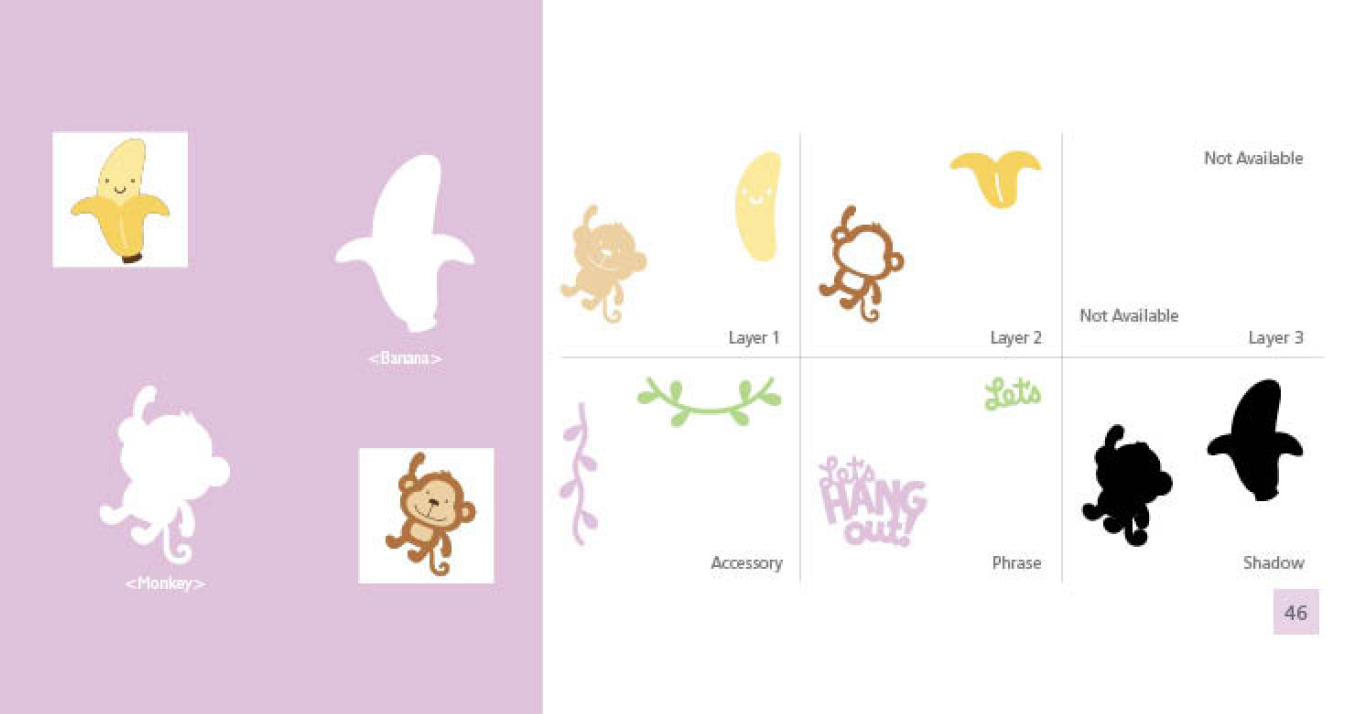 <Banana>
<Monkey>
Layer 1
Layer 2
Not Available
Not Available
Layer 3
Accessory
Let's
Let's
HANG
out!
Phrase
Shadow
46